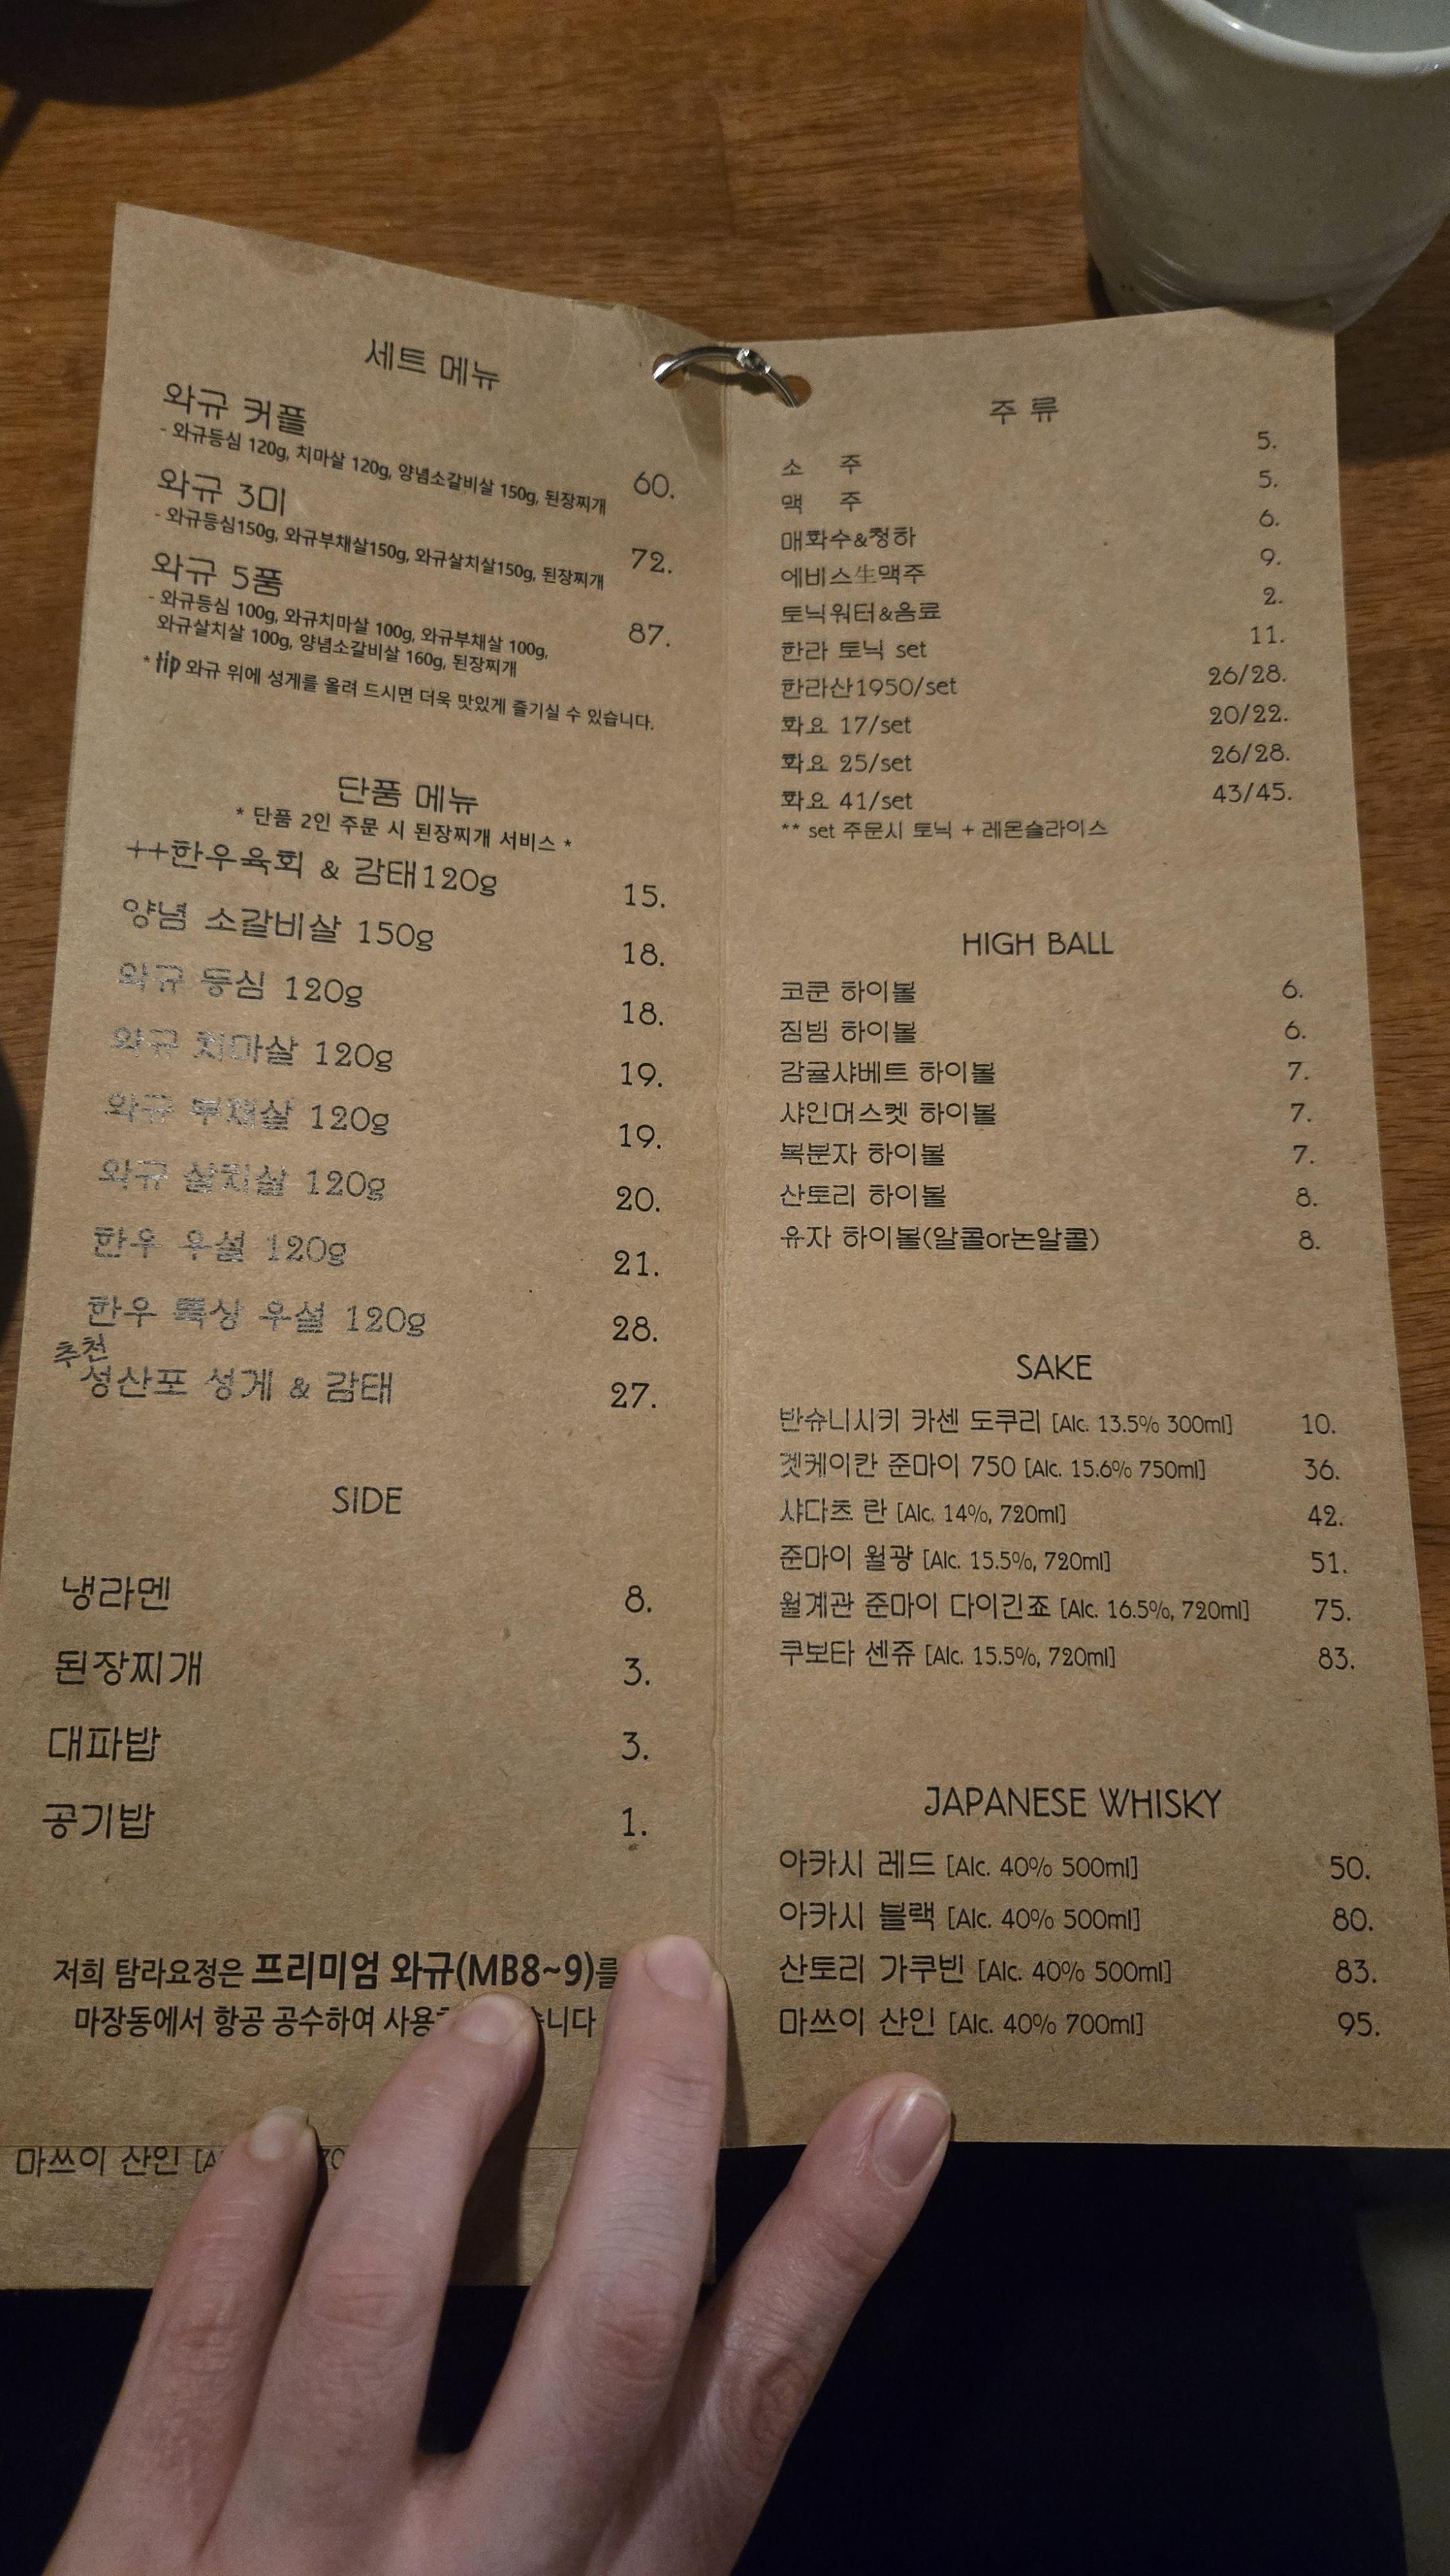 세트 메뉴
와규 커플 60.
- 와규등심 120g, 치마살 120g, 양념소갈비살 150g, 된장찌개
와규 3미 72.
- 와규등심150g, 와규부채살150g, 와규살치살150g, 된장찌개
와규 5품 87.
- 와규등심 100g, 와규치마살 100g, 와규부채살 100g,
와규살치살 100g, 양념소갈비살 160g, 된장찌개
* tip 와규 위에 성게를 올려 드시면 더욱 맛있게 즐기실 수 있습니다.
단품 메뉴
* 단품 2인 주문 시 된장찌개 서비스 *
++한우육회 & 감태120g 15.
양념 소갈비살 150g 18.
와규 등심 120g 18.
와규 치마살 120g 19.
와규 부채살 120g 19.
와규 살치살 120g 20.
한우 우설 120g 21.
한우 특상 우설 120g 28.
추천
성산포 성게 & 감태 27.
SIDE
냉라멘 8.
된장찌개 3.
대파밥 3.
공기밥 1.
저희 탐라요정은 프리미엄 와규(MB8~9)를
마장동에서 항공 공수하여
마쓰이 산인
주 류
소 주 5.
맥 주 5.
매화수&청하 6.
에비스生맥주 9.
토닉워터&음료 2.
한라 토닉 set 11.
한라산1950/set 26/28.
화요 17/set 20/22.
화요 25/set 26/28.
화요 41/set 43/45.
** set 주문시 토닉 + 레몬슬라이스
HIGH BALL
코쿤 하이볼 6.
짐빔 하이볼 6.
감귤샤베트 하이볼 7.
샤인머스켓 하이볼 7.
복분자 하이볼 7.
산토리 하이볼 8.
유자 하이볼(알콜or논알콜) 8.
SAKE
반슈니시키 카센 도쿠리 [Alc. 13.5% 300ml] 10.
겟케이칸 준마이 750 [Alc. 15.6% 750ml] 36.
샤다츠 란 [Alc. 14%, 720ml] 42.
준마이 월광 [Alc. 15.5%, 720ml] 51.
월계관 준마이 다이긴죠 [Alc. 16.5%, 720ml] 75.
쿠보타 센쥬 [Alc. 15.5%, 720ml] 83.
JAPANESE WHISKY
아카시 레드 [Alc. 40% 500ml] 50.
아카시 블랙 [Alc. 40% 500ml] 80.
산토리 가쿠빈 [Alc. 40% 500ml] 83.
마쓰이 산인 [Alc. 40% 700ml] 95.